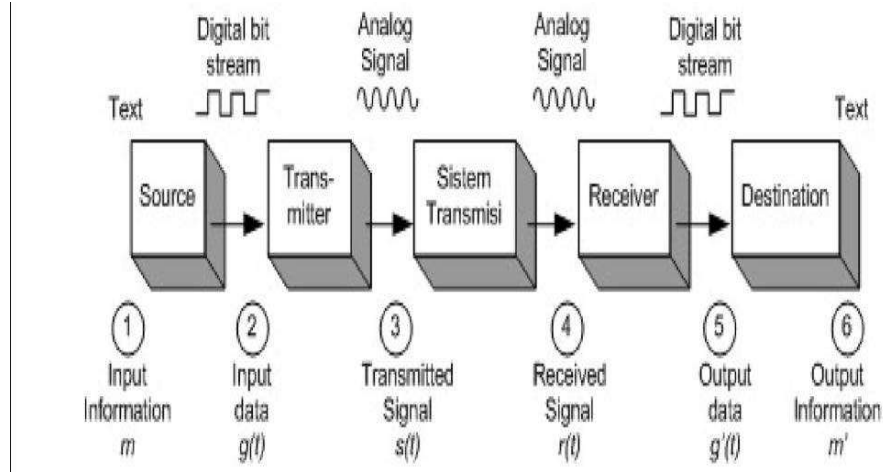 Digital bit
stream
Analog
Signal
Analog
Signal
Digital bit
stream
Text
Text
Source
Trans-
mitter
Sistem
Transmisi
Receiver
Destination
1
2
3
4
5
6
Input
Information
m
Input
data
g(t)
Transmitted
Signal
s(t)
Received
Signal
r(t)
Output
data
g'(t)
Output
Information
m'